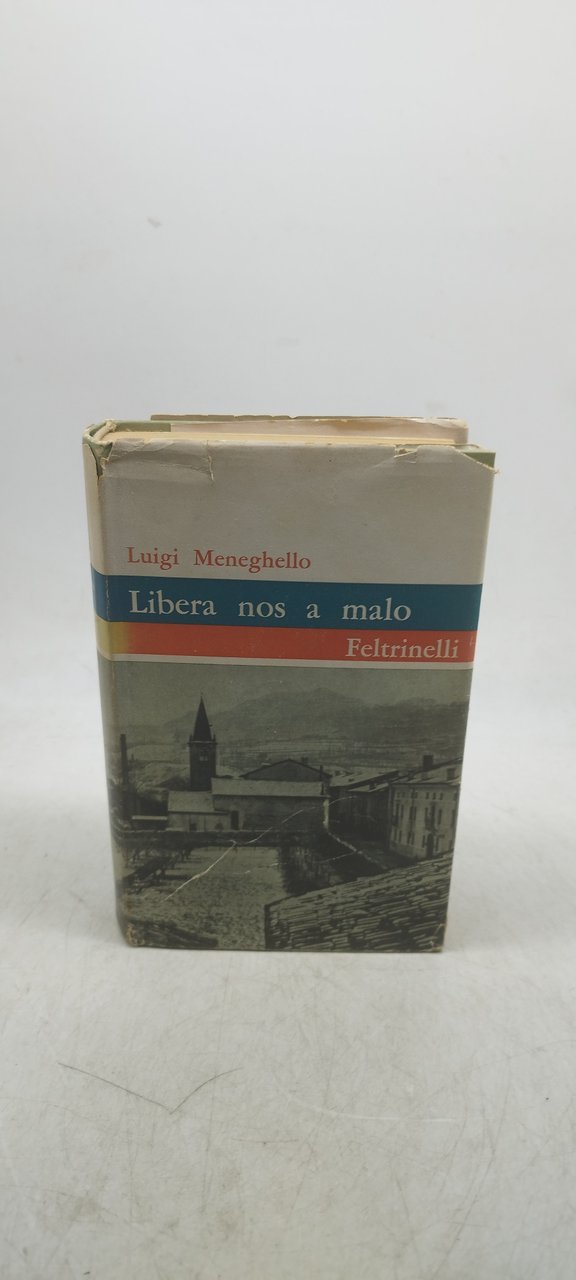 Luigi Meneghello
Libera nos a malo
Feltrinelli